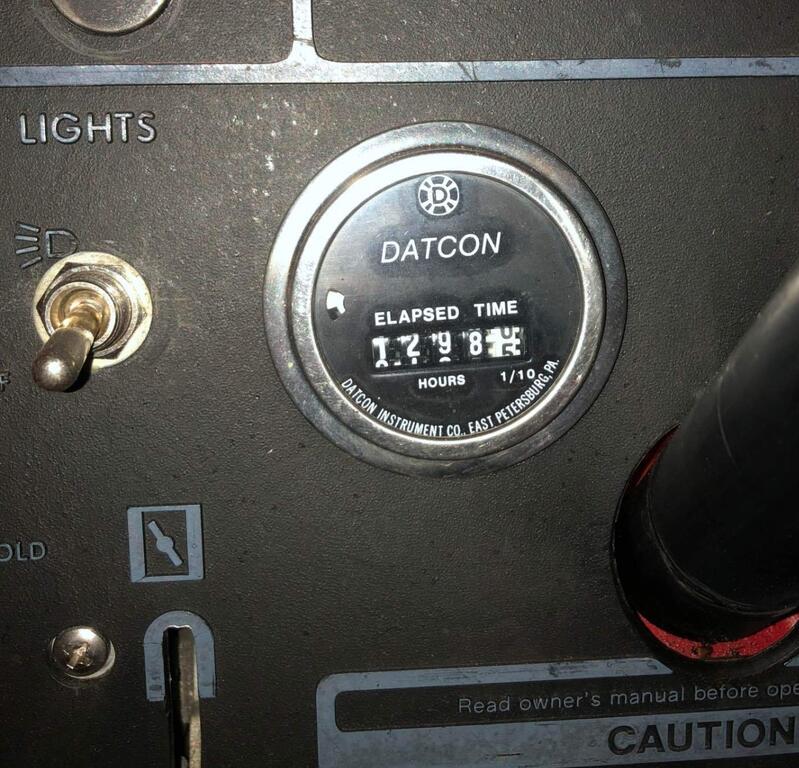 LIGHTS
D
DATCON
ELAPSED TIME
1298
HOURS 1/10
DATCON INSTRUMENT CO., EAST PETERSBURG, PA.
OLD
Read owner's manual before ope
CAUTION